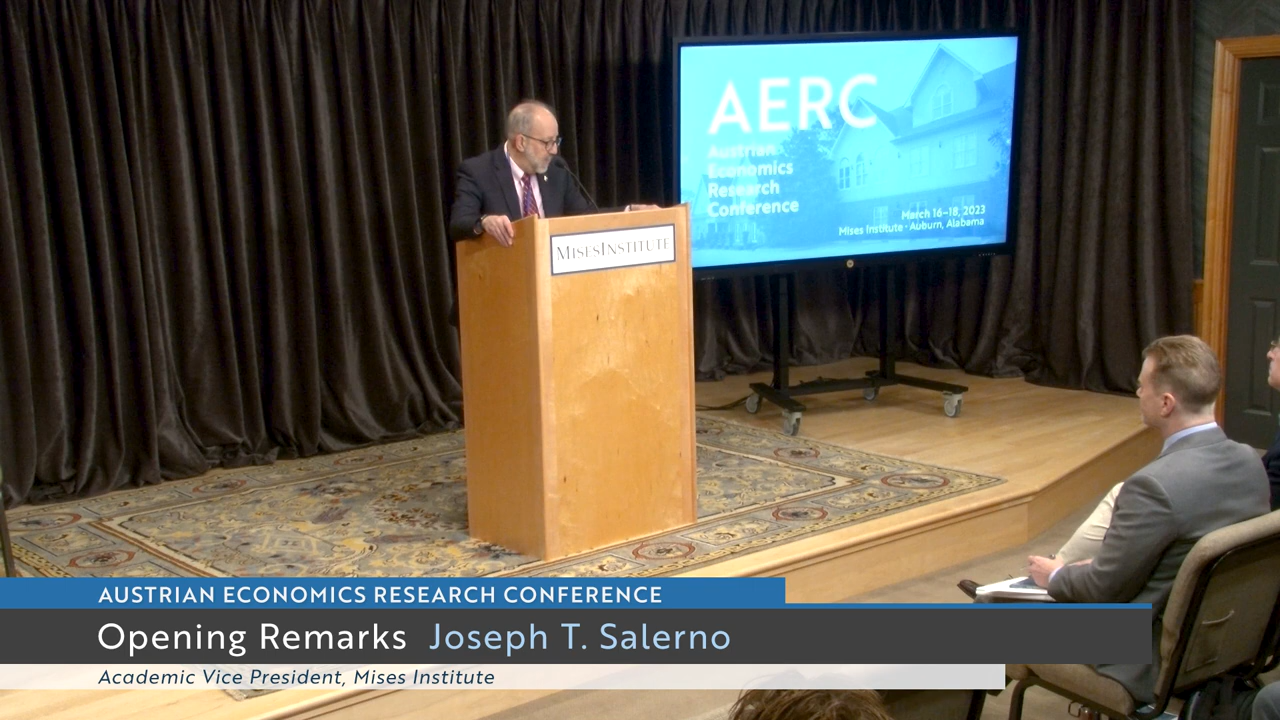 AERC
Austrian
Economics
Research
Conference
March 16–18, 2023
Mises Institute • Auburn, Alabama
MISESINSTITUTE
AUSTRIAN ECONOMICS RESEARCH CONFERENCE
Opening Remarks Joseph T. Salerno
Academic Vice President, Mises Institute